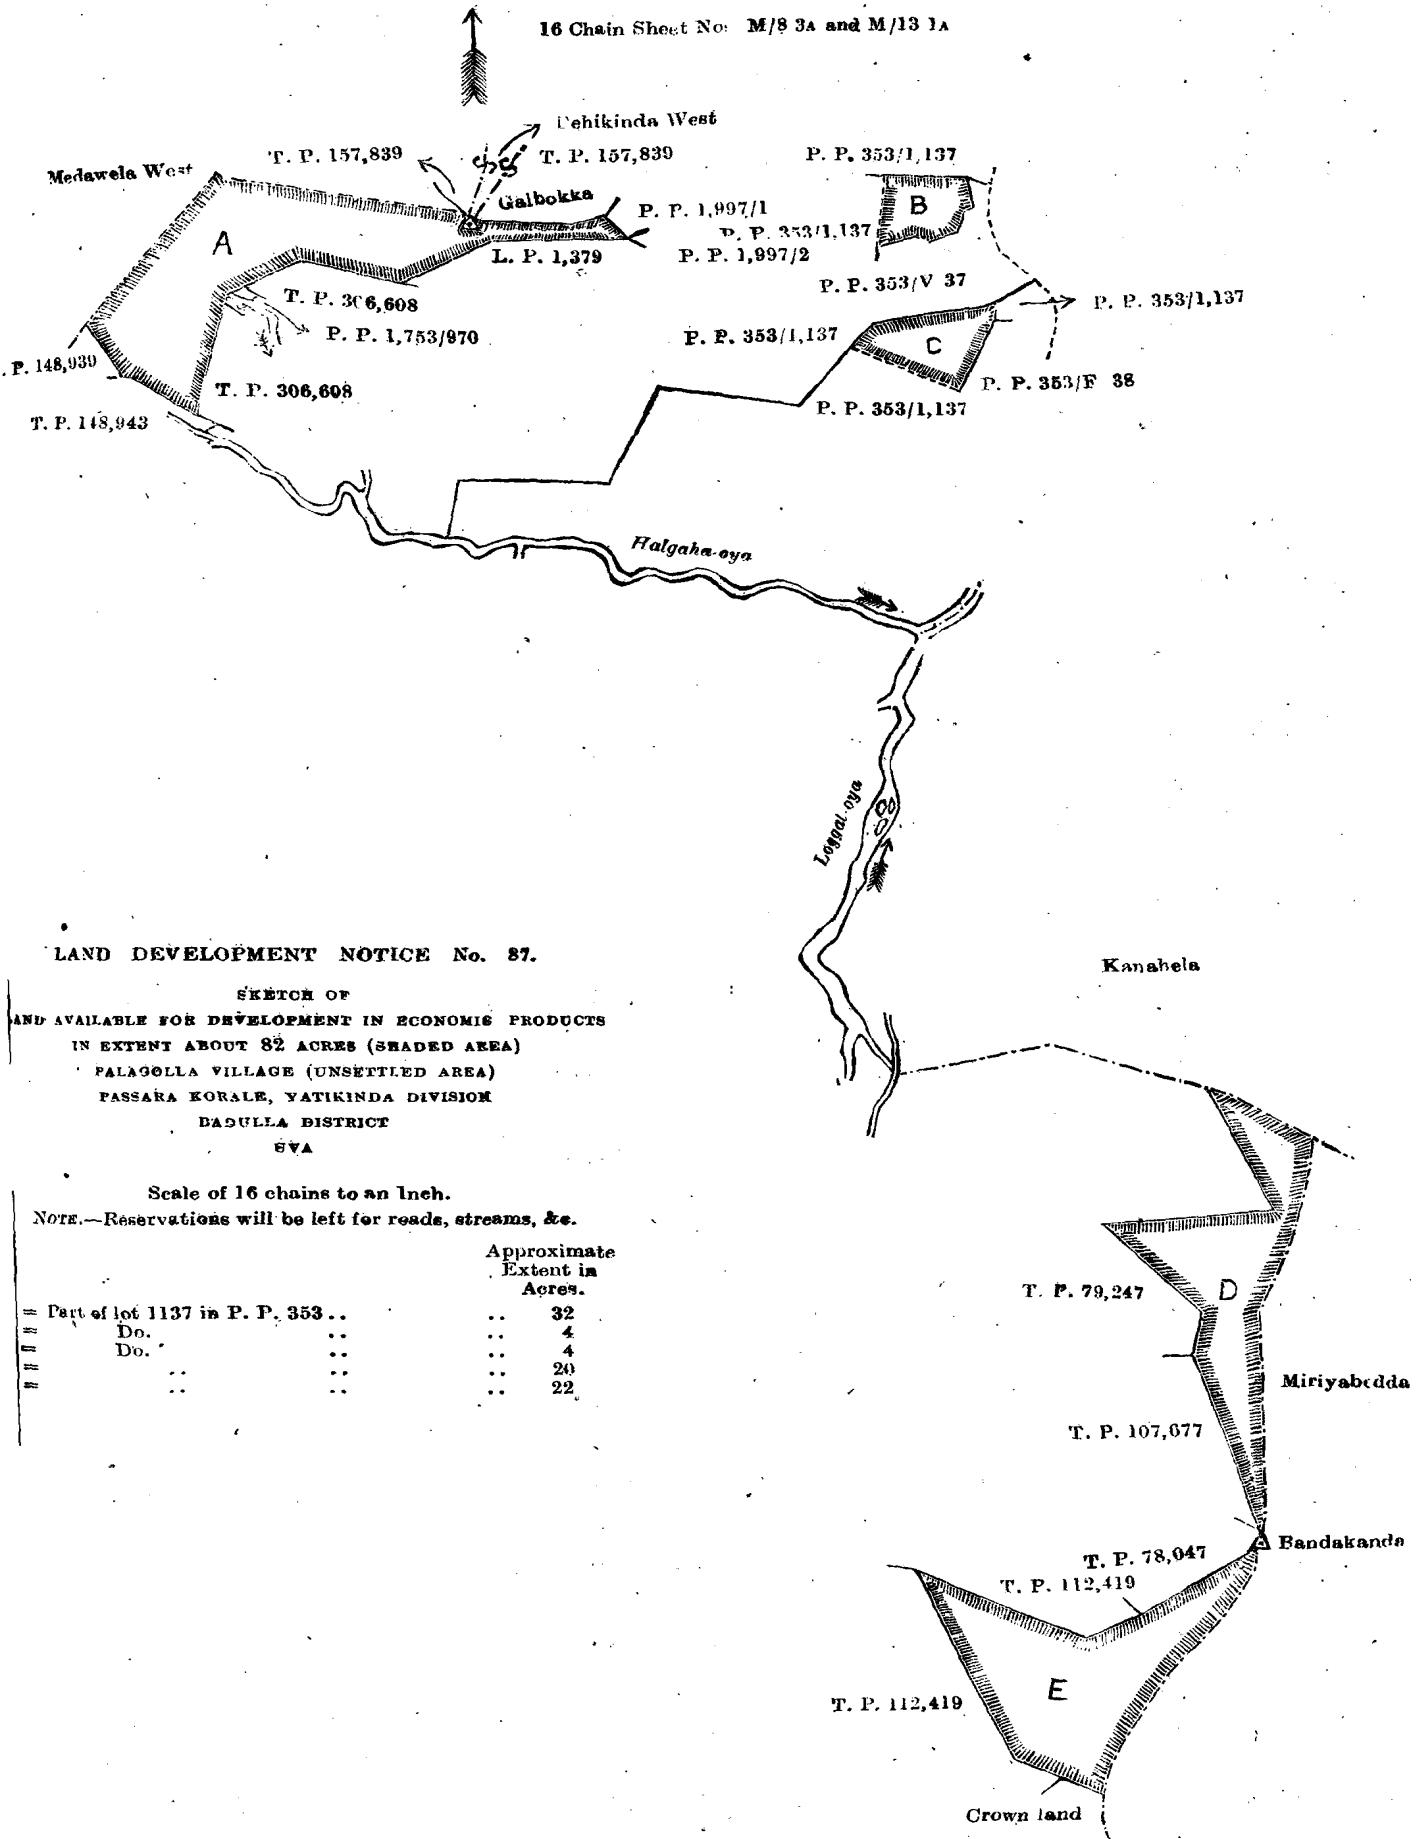 16 Chain Sheet No: M/8 3A and M/13 1A
Dehikinda West
Medawela West
T. P. 157,839
T. P. 157,839
P. P. 353/1,137
Galbokka
P. P. 1,997/1
B
P. P. 353/1,137
A
L. P. 1,379
P. P. 1,997/2
P. P. 353/V 37
T. P. 306,608
P. P. 353/1,137
P. P. 1,753/970
P. P. 353/1,137
C
. P. 148,939
T. P. 306,608
P. P. 353/F 38
P. P. 353/1,137
T. P. 148,943
Halgaha-oya
Loggal-oya
LAND DEVELOPMENT NOTICE No. 87.
Kanahela
SKETCH OF
AND AVAILABLE FOR DEVELOPMENT IN ECONOMIC PRODUCTS
IN EXTENT ABOUT 82 ACRES (SHADED AREA)
PALAGOLLA VILLAGE (UNSETTLED AREA)
PASSARA KORALE, YATIKINDA DIVISION
BADULLA DISTRICT
UVA
Scale of 16 chains to an Inch.
NOTE.—Reservations will be left for roads, streams, &c.
Approximate
Extent in
Acres.
= Part of lot 1137 in P. P. 353 .. .. 32
= Do. .. .. 4
= Do. .. .. 4
= .. .. .. 20
= .. .. .. 22
T. P. 79,247
D
Miriyabedda
T. P. 107,677
Bandakanda
T. P. 78,047
T. P. 112,419
E
T. P. 112,419
Crown land